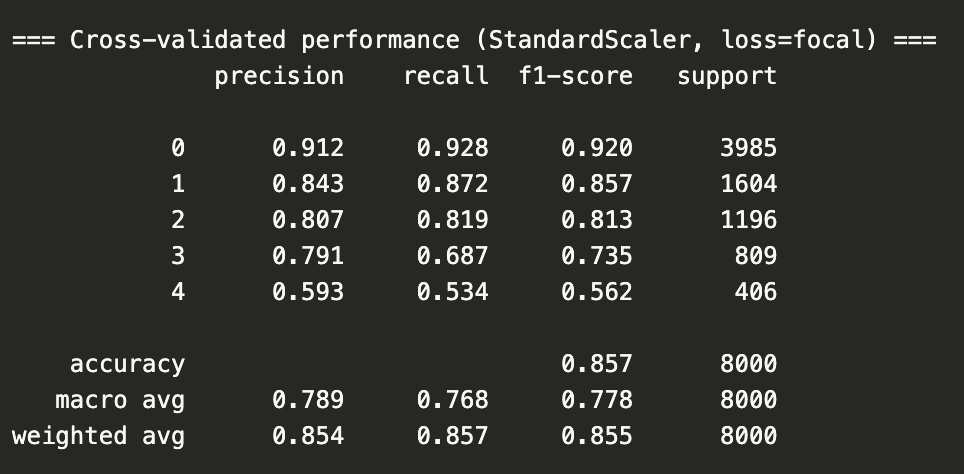 === Cross-validated performance (StandardScaler, loss=focal) ===
precision recall f1-score support
0 0.912 0.928 0.920 3985
1 0.843 0.872 0.857 1604
2 0.807 0.819 0.813 1196
3 0.791 0.687 0.735 809
4 0.593 0.534 0.562 406
accuracy 0.857 8000
macro avg 0.789 0.768 0.778 8000
weighted avg 0.854 0.857 0.855 8000